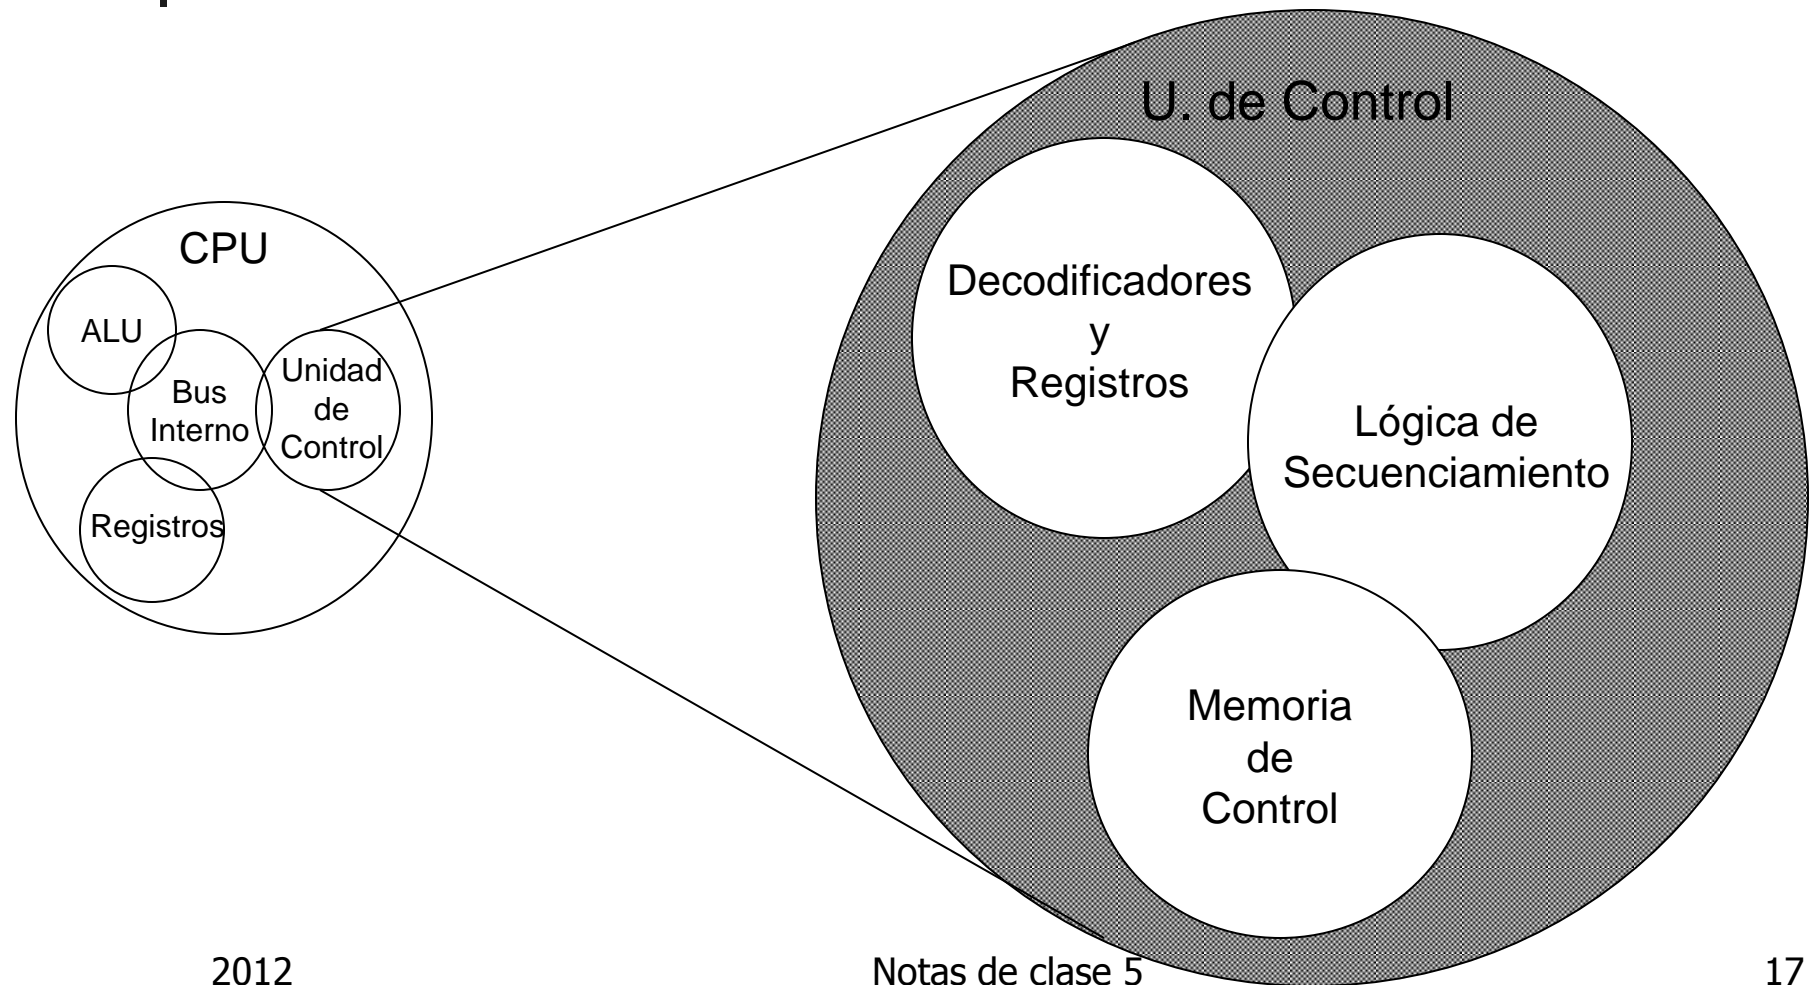 CPU
ALU
Bus
Interno
Unidad
de
Control
Registros
U. de Control
Decodificadores
y
Registros
Lógica de
Secuenciamiento
Memoria
de
Control
2012
Notas de clase 5
17